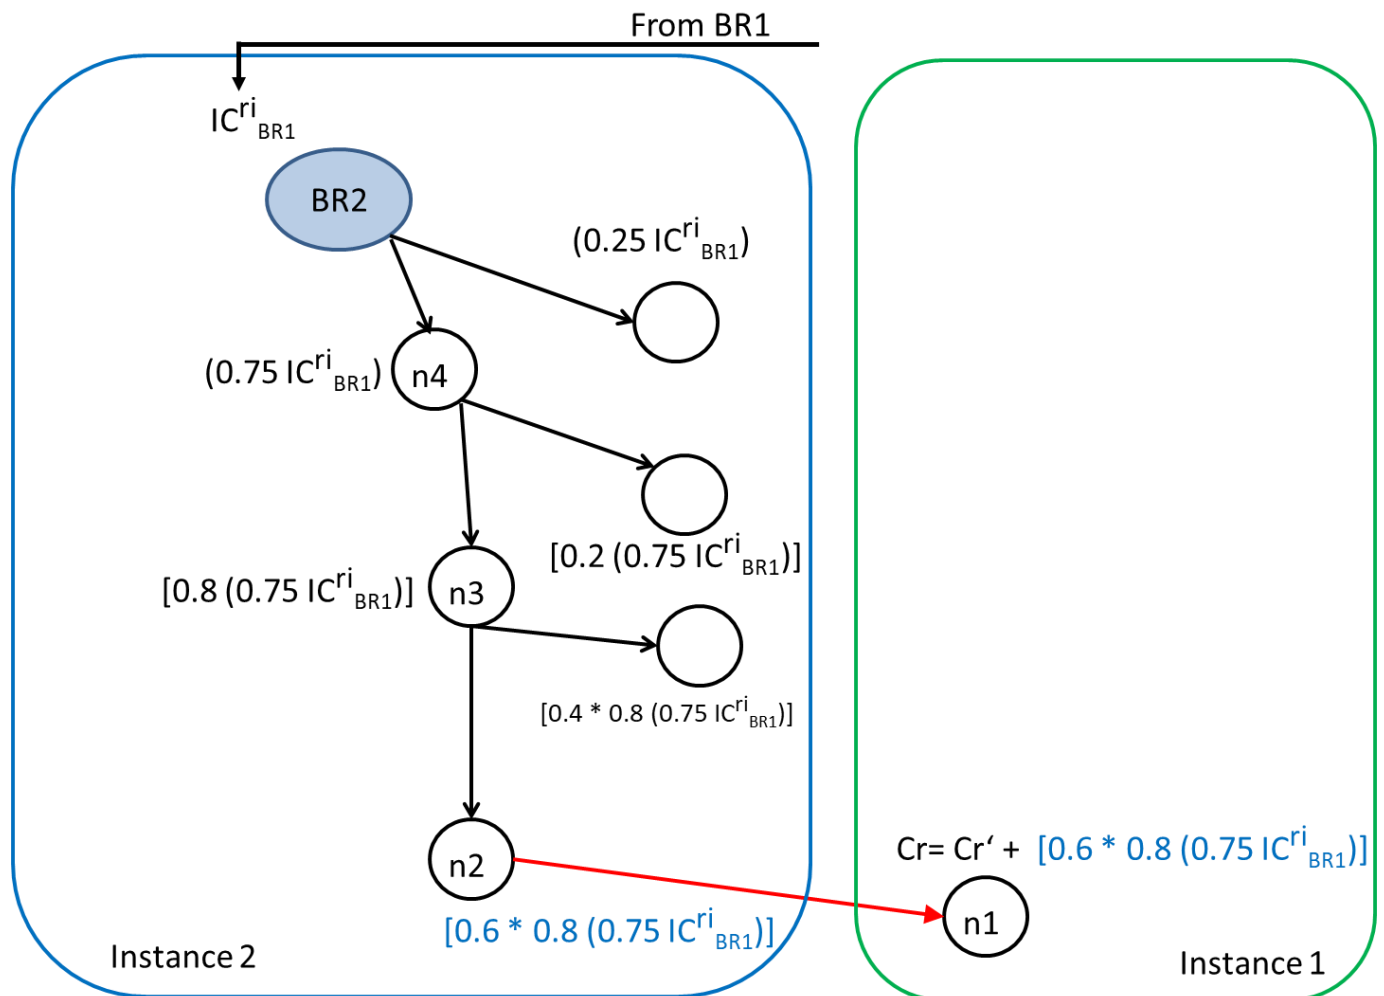 From BR1
IC^ri_BR1
BR2
(0.25 IC^ri_BR1)
(0.75 IC^ri_BR1)
n4
[0.2 (0.75 IC^ri_BR1)]
[0.8 (0.75 IC^ri_BR1)]
n3
[0.4 * 0.8 (0.75 IC^ri_BR1)]
Cr= Cr‘ + [0.6 * 0.8 (0.75 IC^ri_BR1)]
n2
n1
[0.6 * 0.8 (0.75 IC^ri_BR1)]
Instance 2
Instance 1